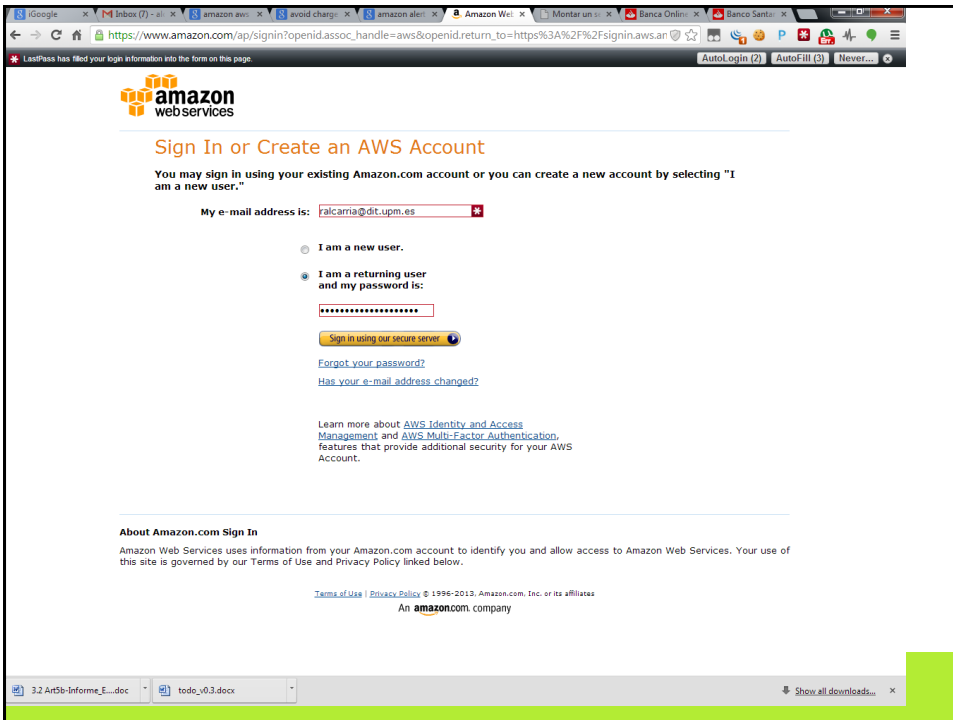 iGoogle
Inbox (7) - al
amazon aws
avoid charge
amazon alert
Amazon Web
Montar un se
Banca Online
Banco Santan
https://www.amazon.com/ap/signin?openid.assoc_handle=aws&openid.return_to=https%3A%2F%2Fsignin.aws.an
LastPass has filled your login information into the form on this page.
AutoLogin (2) AutoFill (3) Never...
amazon
webservices
Sign In or Create an AWS Account
You may sign in using your existing Amazon.com account or you can create a new account by selecting "I
am a new user."
My e-mail address is: ralcarria@dit.upm.es
I am a new user.
I am a returning user
and my password is:
Sign in using our secure server
Forgot your password?
Has your e-mail address changed?
Learn more about AWS Identity and Access
Management and AWS Multi-Factor Authentication,
features that provide additional security for your AWS
Account.
About Amazon.com Sign In
Amazon Web Services uses information from your Amazon.com account to identify you and allow access to Amazon Web Services. Your use of
this site is governed by our Terms of Use and Privacy Policy linked below.
Terms of Use | Privacy Policy © 1996-2013, Amazon.com, Inc. or its affiliates
An amazon.com. company
3.2 Art5b-Informe_E....doc
todo_v0.3.docx
Show all downloads...